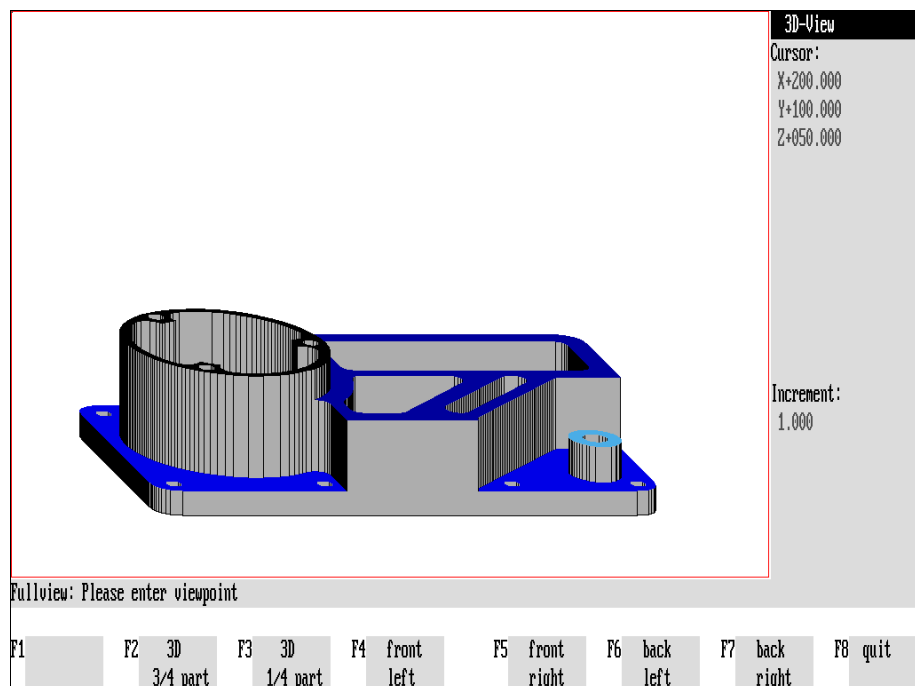 3D-View
Cursor:
X+200.000
Y+100.000
Z+050.000
Increment:
1.000
Fullview: Please enter viewpoint
F1 F2 3D F3 3D F4 front F5 front F6 back F7 back F8 quit
3/4 part 1/4 part left right left right